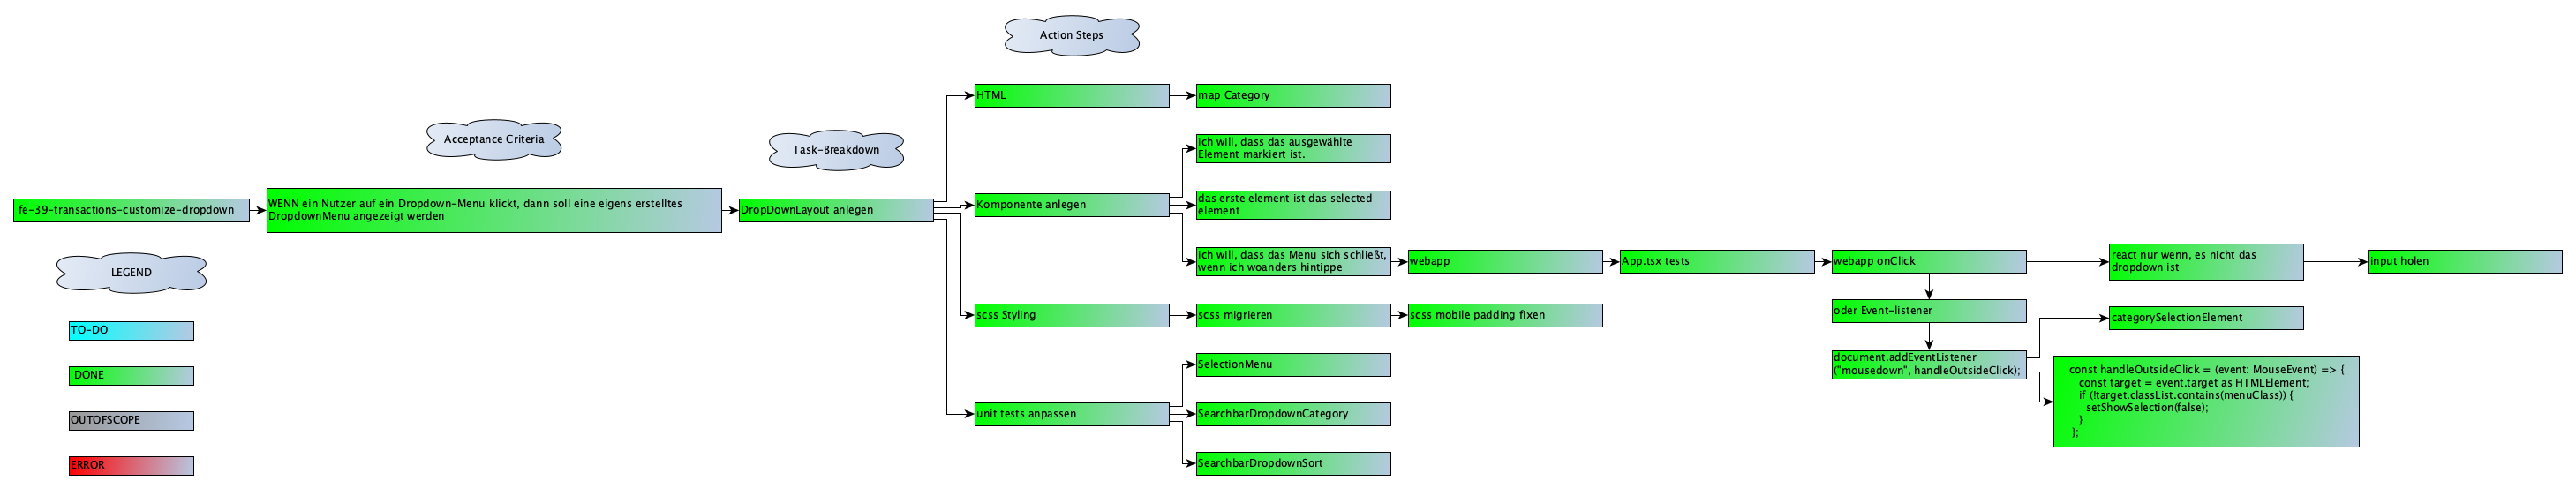 Action Steps
HTML
map Category
Acceptance Criteria
Task-Breakdown
ich will, dass das ausgewählte
Element markiert ist.
fe-39-transactions-customize-dropdown
WENN ein Nutzer auf ein Dropdown-Menu klickt, dann soll eine eigens erstelltes
DropdownMenu angezeigt werden
DropDownLayout anlegen
Komponente anlegen
das erste element ist das selected
element
ich will, dass das Menu sich schließt,
wenn ich woanders hintippe
webapp
App.tsx tests
webapp onClick
react nur wenn, es nicht das
dropdown ist
input holen
LEGEND
TO-DO
DONE
OUTOFSCOPE
ERROR
scss Styling
scss migrieren
scss mobile padding fixen
oder Event-listener
categorySelectionElement
document.addEventListener
("mousedown", handleOutsideClick);
const handleOutsideClick = (event: MouseEvent) => {
const target = event.target as HTMLElement;
if (!target.classList.contains(menuClass)) {
setShowSelection(false);
}
};
unit tests anpassen
SelectionMenu
SearchbarDropdownCategory
SearchbarDropdownSort